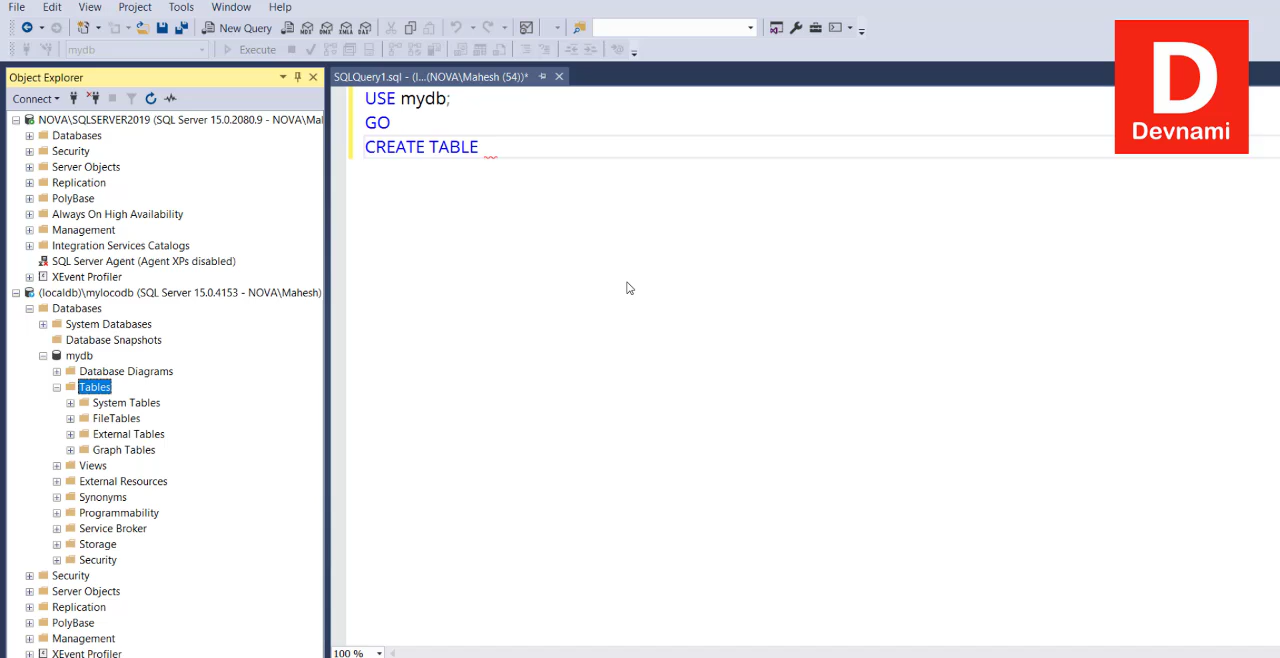 File Edit View Project Tools Window Help
New Query MDX DMX XMLA DAX
mydb Execute
Object Explorer
Connect
NOVA\SQLSERVER2019 (SQL Server 15.0.2080.9 - NOVA\Mah
Databases
Security
Server Objects
Replication
PolyBase
Always On High Availability
Management
Integration Services Catalogs
SQL Server Agent (Agent XPs disabled)
XEvent Profiler
(localdb)\mylocodb (SQL Server 15.0.4153 - NOVA\Mahesh)
Databases
System Databases
Database Snapshots
mydb
Database Diagrams
Tables
System Tables
FileTables
External Tables
Graph Tables
Views
External Resources
Synonyms
Programmability
Service Broker
Storage
Security
Security
Server Objects
Replication
PolyBase
Management
XEvent Profiler
SQLQuery1.sql - (l...(NOVA\Mahesh (54))*
USE mydb;
GO
CREATE TABLE
100 %
D
Devnami